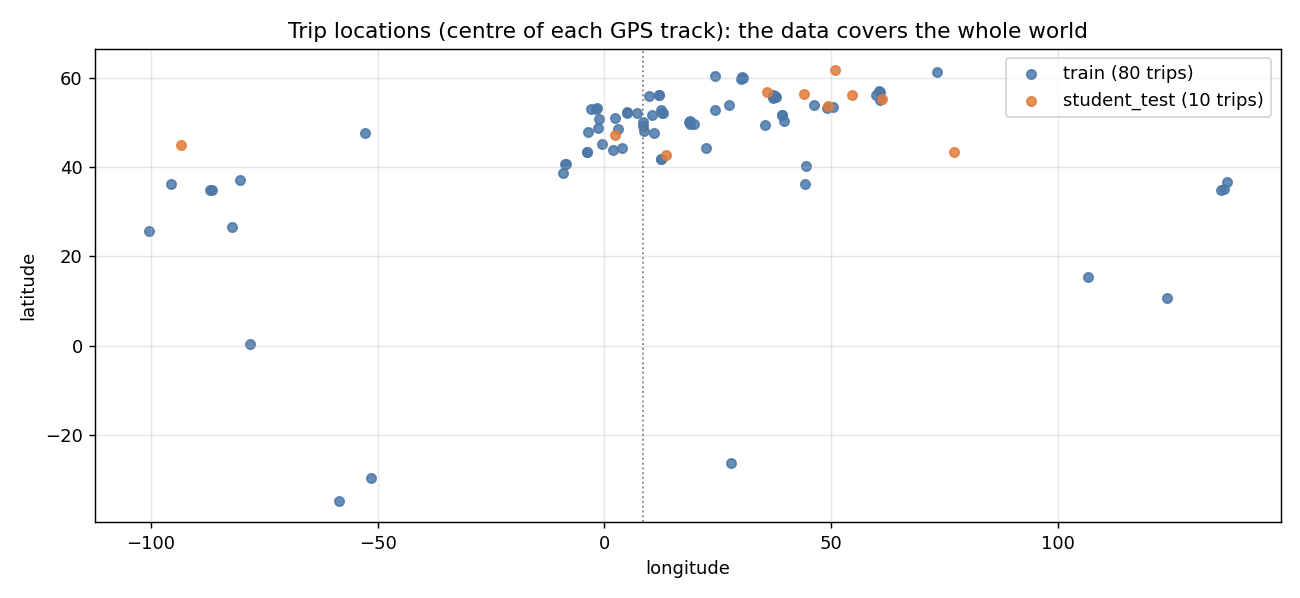 Trip locations (centre of each GPS track): the data covers the whole world
train (80 trips)
student_test (10 trips)
latitude
60
40
20
0
−20
−100
−50
0
50
100
longitude